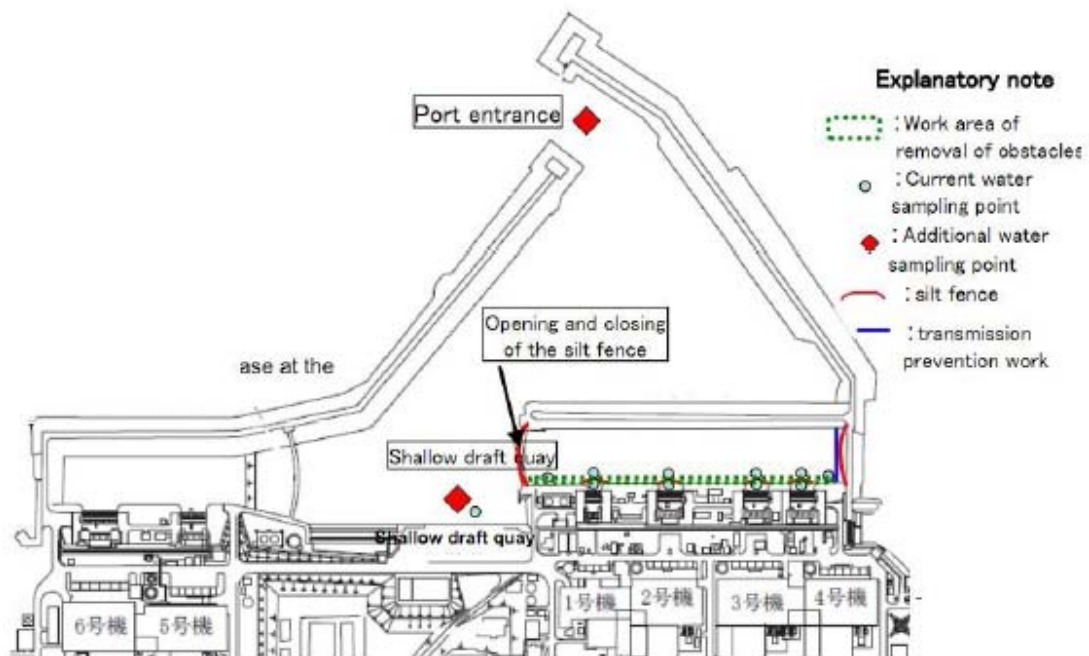 Port entrance
Explanatory note
：Work area of
removal of obstacles
：Current water
sampling point
：Additional water
sampling point
：silt fence
：transmission
prevention work
Opening and closing
of the silt fence
ase at the
Shallow draft quay
Shallow draft quay
6号機
5号機
1号機
2号機
3号機
4号機